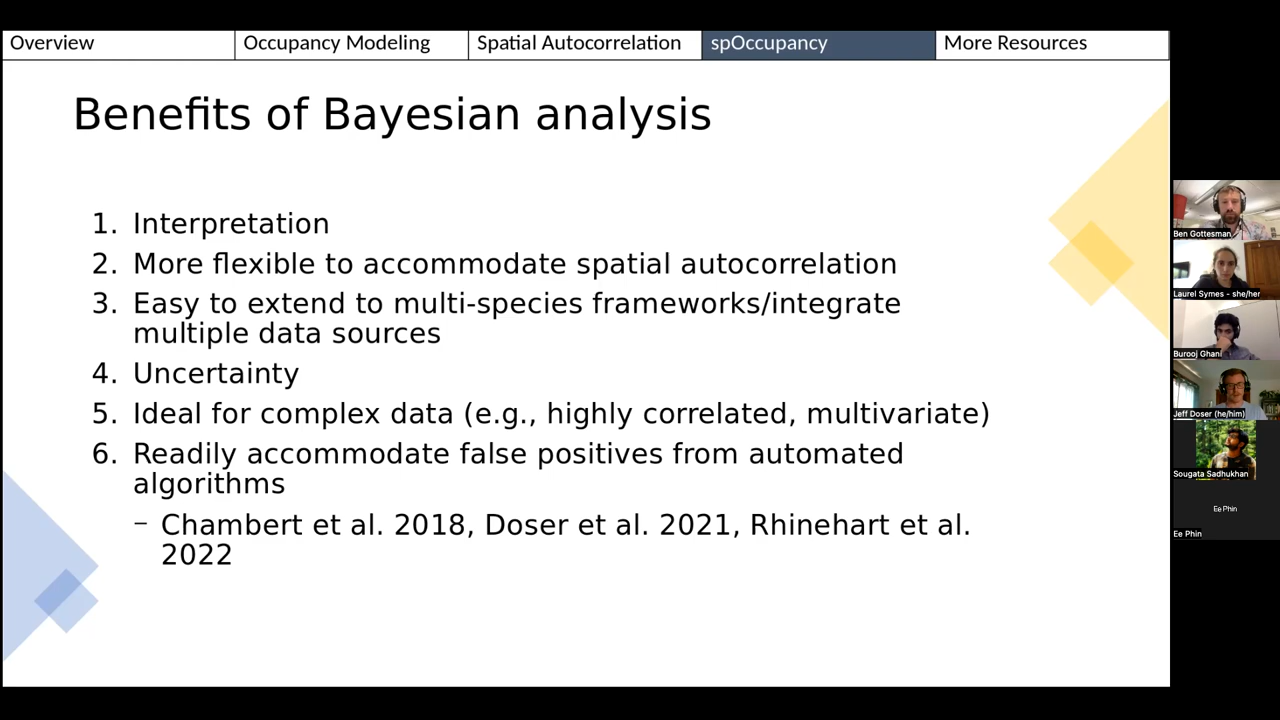 Overview
Occupancy Modeling
Spatial Autocorrelation
spOccupancy
More Resources
Benefits of Bayesian analysis
1. Interpretation
2. More flexible to accommodate spatial autocorrelation
3. Easy to extend to multi-species frameworks/integrate
multiple data sources
4. Uncertainty
5. Ideal for complex data (e.g., highly correlated, multivariate)
6. Readily accommodate false positives from automated
algorithms
– Chambert et al. 2018, Doser et al. 2021, Rhinehart et al.
2022
Ben Gottesman
Laurel Symes - she/her
Burooj Ghani
Jeff Doser (he/him)
Sougata Sadhukhan
Ee Phin
Ee Phin